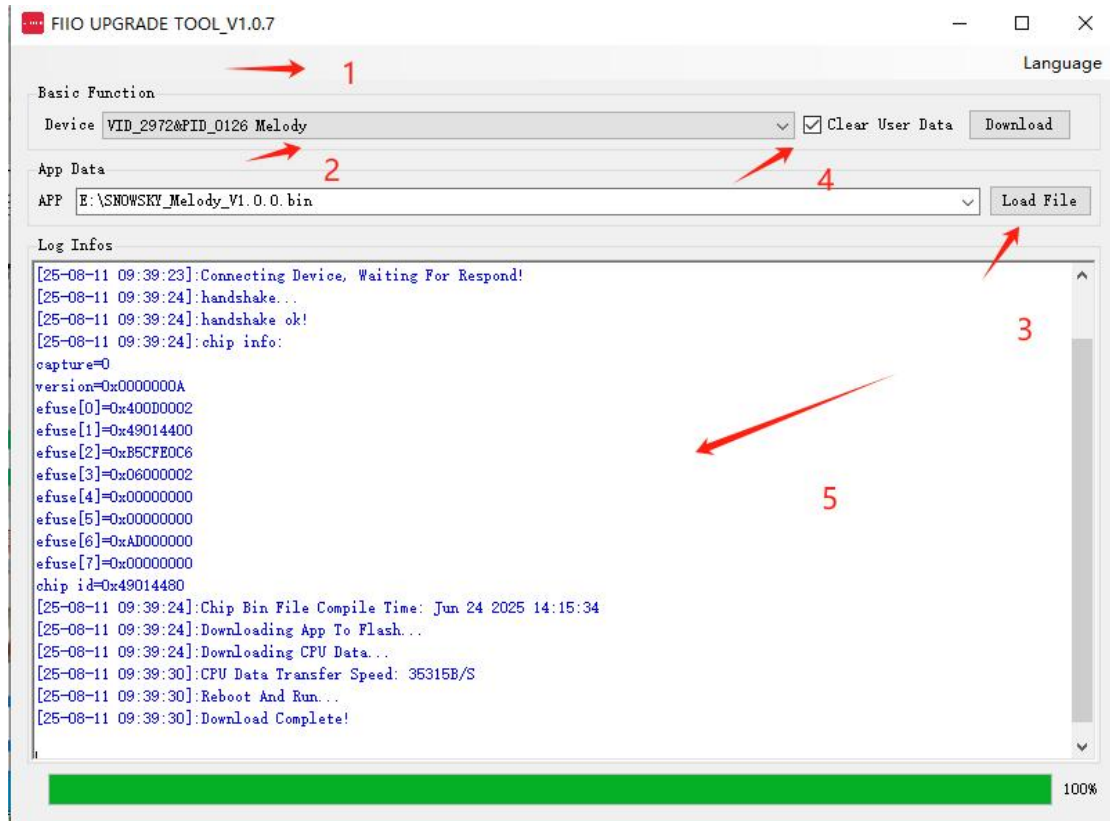 FIIO UPGRADE TOOL_V1.0.7
1
Language
Basic Function
Device VID_2972&PID_0126 Melody Clear User Data Download
2
4
App Data
APP E:\SNOWSKY_Melody_V1.0.0.bin Load File
Log Infos
3
[25-08-11 09:39:23]:Connecting Device, Waiting For Respond!
[25-08-11 09:39:24]:handshake...
[25-08-11 09:39:24]:handshake ok!
[25-08-11 09:39:24]:chip info:
capture=0
version=0x0000000A
efuse[0]=0x400D0002
efuse[1]=0x49014400
efuse[2]=0xB5CFE0C6
efuse[3]=0x06000002
efuse[4]=0x00000000
efuse[5]=0x00000000
5
efuse[6]=0xAD000000
efuse[7]=0x00000000
chip id=0x49014480
[25-08-11 09:39:24]:Chip Bin File Compile Time: Jun 24 2025 14:15:34
[25-08-11 09:39:24]:Downloading App To Flash...
[25-08-11 09:39:24]:Downloading CPU Data...
[25-08-11 09:39:30]:CPU Data Transfer Speed: 35315B/S
[25-08-11 09:39:30]:Reboot And Run...
[25-08-11 09:39:30]:Download Complete!
100%